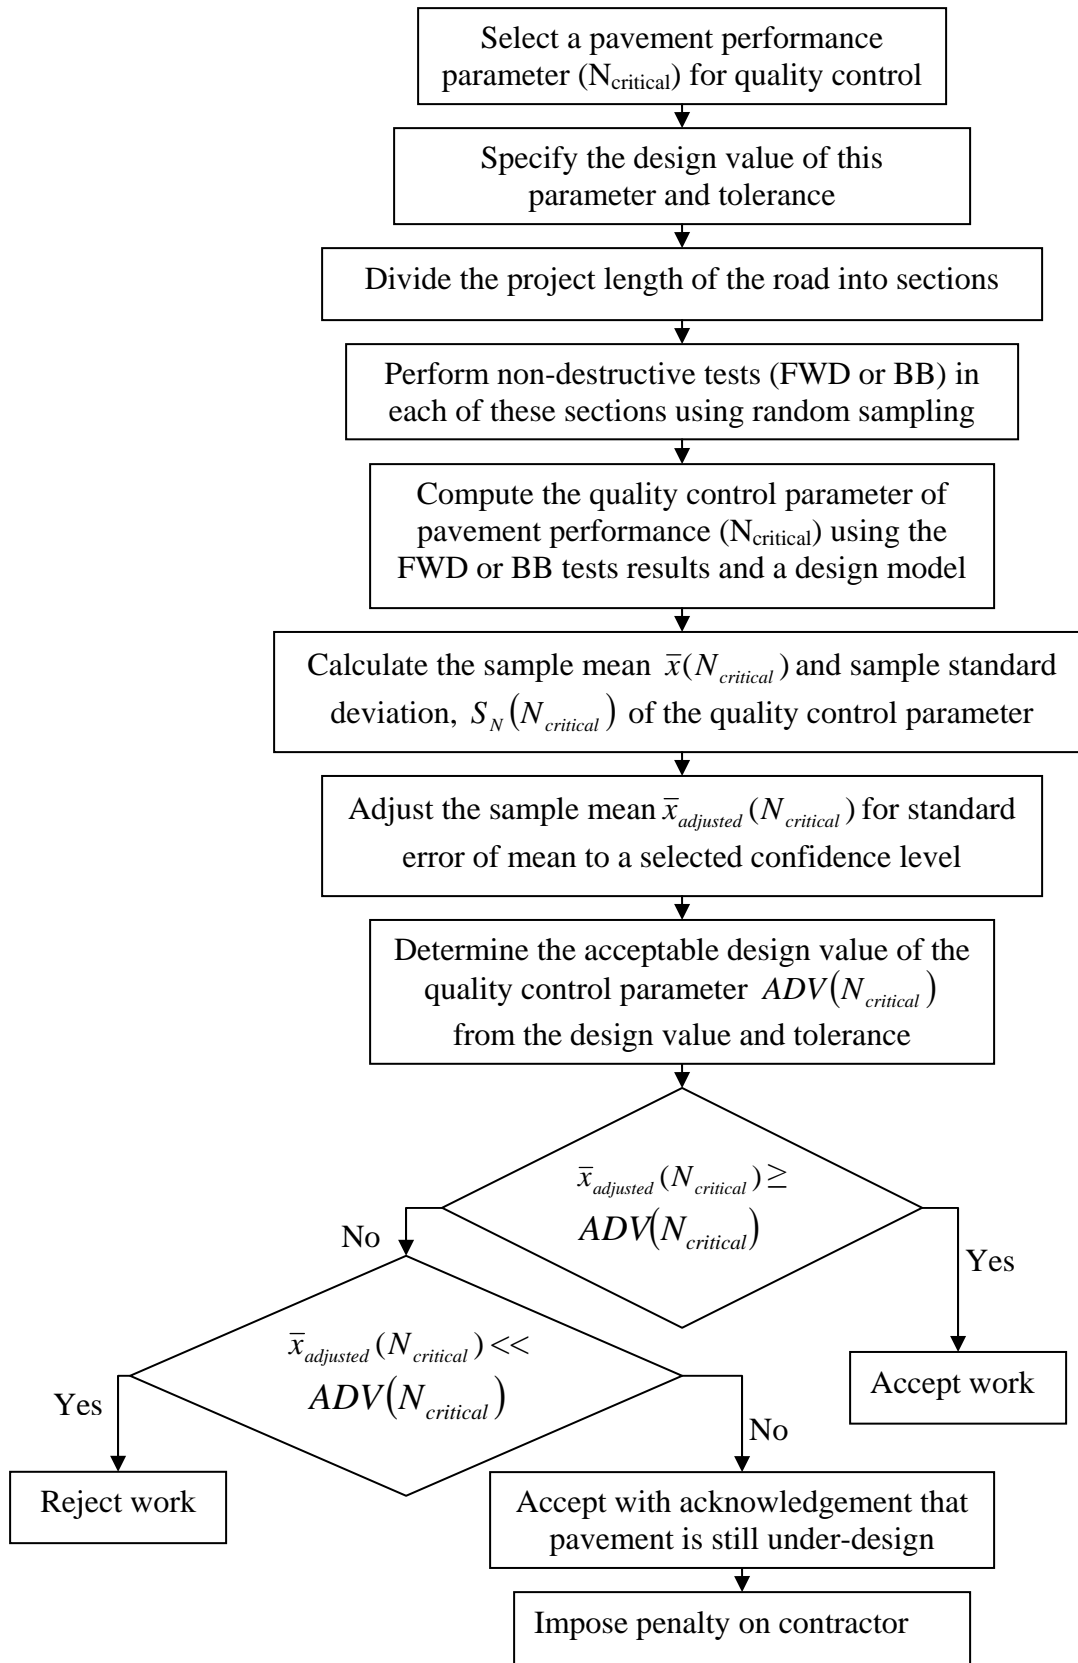 Select a pavement performance
parameter (N_critical) for quality control
Specify the design value of this
parameter and tolerance
Divide the project length of the road into sections
Perform non-destructive tests (FWD or BB) in
each of these sections using random sampling
Compute the quality control parameter of
pavement performance (N_critical) using the
FWD or BB tests results and a design model
Calculate the sample mean x̄(N_critical) and sample standard
deviation, S_N(N_critical) of the quality control parameter
Adjust the sample mean x̄_adjusted(N_critical) for standard
error of mean to a selected confidence level
Determine the acceptable design value of the
quality control parameter ADV(N_critical)
from the design value and tolerance
x̄_adjusted(N_critical) ≥
ADV(N_critical)
No
Yes
x̄_adjusted(N_critical) <<
ADV(N_critical)
Accept work
Yes
No
Reject work
Accept with acknowledgement that
pavement is still under-design
Impose penalty on contractor